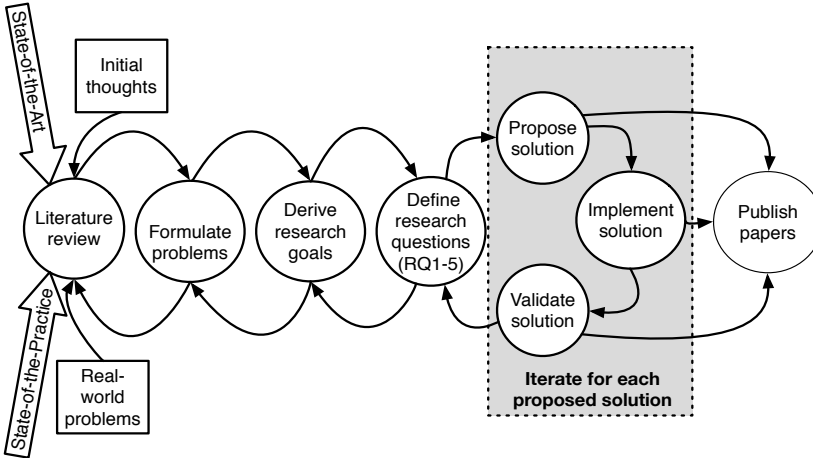 State-of-the-Art
Initial
thoughts
Literature
review
Formulate
problems
Derive
research
goals
Define
research
questions
(RQ1-5)
Propose
solution
Implement
solution
Publish
papers
Validate
solution
State-of-the-Practice
Real-
world
problems
Iterate for each
proposed solution